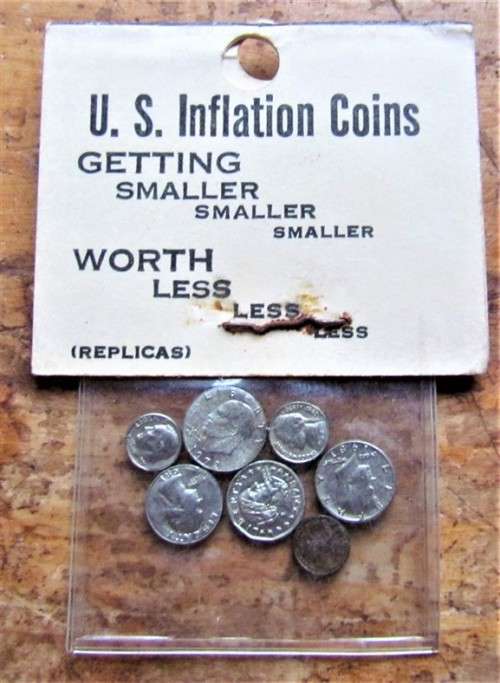 U. S. Inflation Coins
GETTING
SMALLER
SMALLER
SMALLER
WORTH
LESS
LESS
LESS
(REPLICAS)